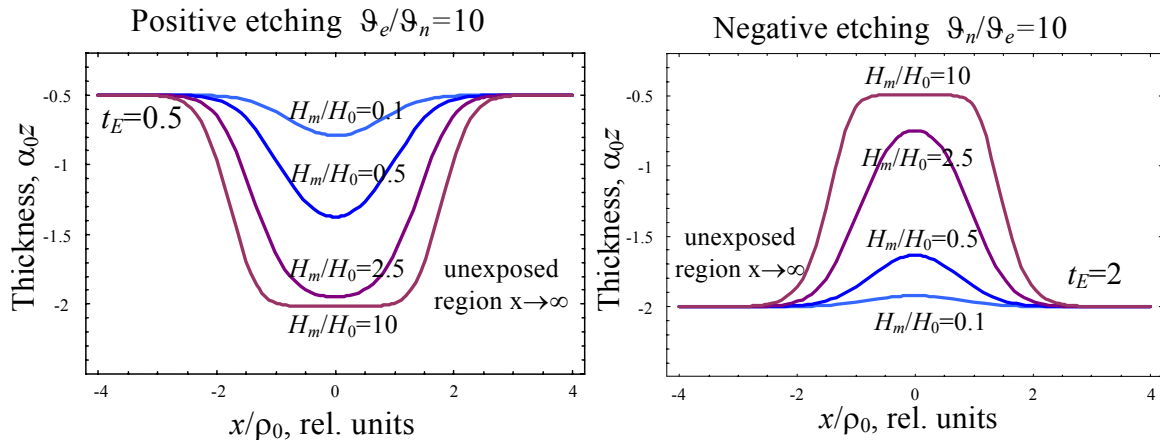 Positive etching ϑe/ϑn=10
-0.5
-1
-1.5
-2
Thickness, α0z
tE=0.5
Hm/H0=0.1
Hm/H0=0.5
Hm/H0=2.5
Hm/H0=10
unexposed
region x→∞
-4 -2 0 2 4
x/ρ0, rel. units
Negative etching ϑn/ϑe=10
-0.5
-1
-1.5
-2
Thickness, α0z
Hm/H0=10
Hm/H0=2.5
Hm/H0=0.5
Hm/H0=0.1
unexposed
region x→∞
tE=2
-4 -2 0 2 4
x/ρ0, rel. units